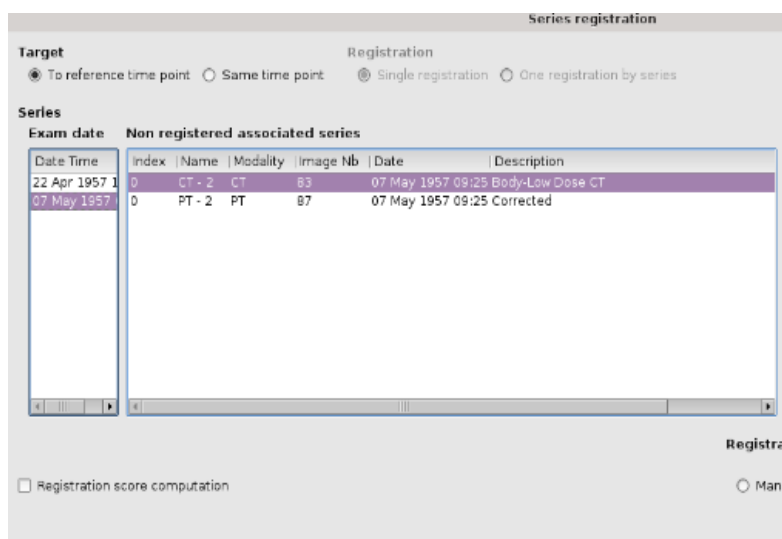 Series registration
Target Registration
To reference time point Same time point Single registration One registration by series
Series
Exam date Non registered associated series
Date Time Index Name Modality Image Nb Date Description
22 Apr 1957 1 0 CT - 2 CT 83 07 May 1957 09:25 Body-Low Dose CT
07 May 1957 0 PT - 2 PT 87 07 May 1957 09:25 Corrected
Registra
Registration score computation Man